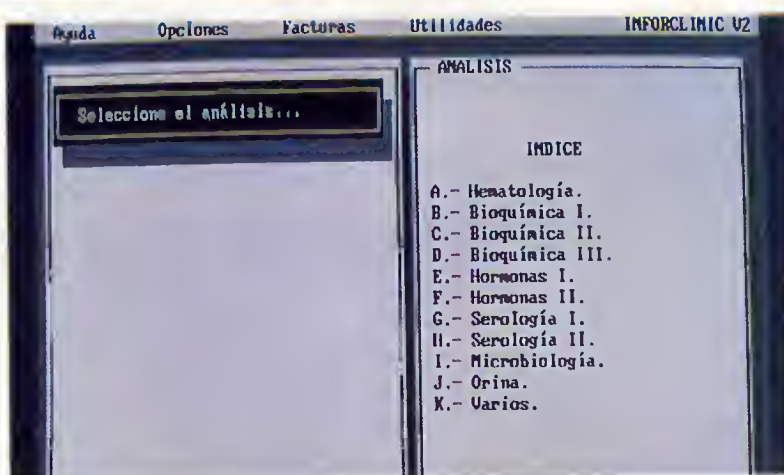 Ayuda Opciones Facturas Utilidades INFORCLINIC V2
Seleccione el análisis...
ANALISIS
INDICE
A.- Hematología.
B.- Bioquímica I.
C.- Bioquímica II.
D.- Bioquímica III.
E.- Hormonas I.
F.- Hormonas II.
G.- Serología I.
H.- Serología II.
I.- Microbiología.
J.- Orina.
K.- Varios.